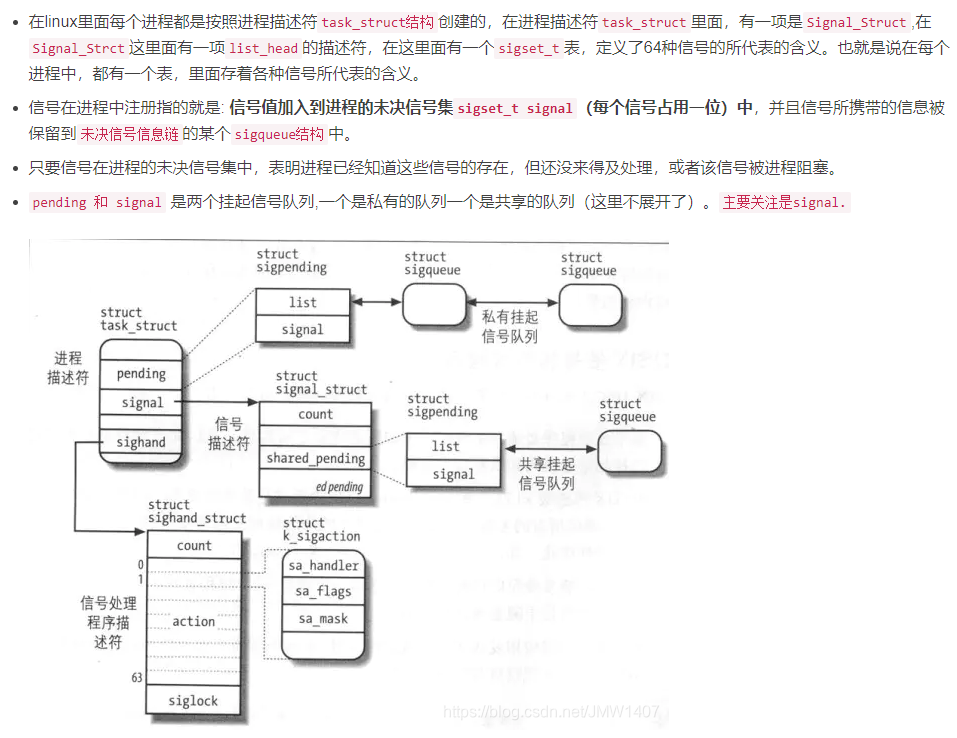 在linux里面每个进程都是按照进程描述符 task_struct结构 创建的，在进程描述符 task_struct 里面，有一项是 Signal_Struct ,在
Signal_Strct 这里面有一项 list_head 的描述符，在这里面有一个 sigset_t 表，定义了64种信号的所代表的含义。也就是说在每个
进程中，都有一个表，里面存着各种信号所代表的含义。
信号在进程中注册指的就是: 信号值加入到进程的未决信号集 sigset_t signal（每个信号占用一位）中，并且信号所携带的信息被
保留到 未决信号信息链 的某个 sigqueue结构 中。
只要信号在进程的未决信号集中，表明进程已经知道这些信号的存在，但还没来得及处理，或者该信号被进程阻塞。
pending 和 signal 是两个挂起信号队列,一个是私有的队列一个是共享的队列（这里不展开了）。 主要关注是signal.
struct
sigpending
struct
sigqueue
struct
sigqueue
list
signal
私有挂起
信号队列
struct
task_struct
进程
描述符
pending
signal
sighand
struct
signal_struct
信号
描述符
count
shared_pending
ed pending
struct
sigpending
list
signal
struct
sigqueue
共享挂起
信号队列
struct
sighand_struct
count
0
1
信号处理
程序描
述符
action
63
siglock
struct
k_sigaction
sa_handler
sa_flags
sa_mask
https://blog.csdn.net/JMW1407